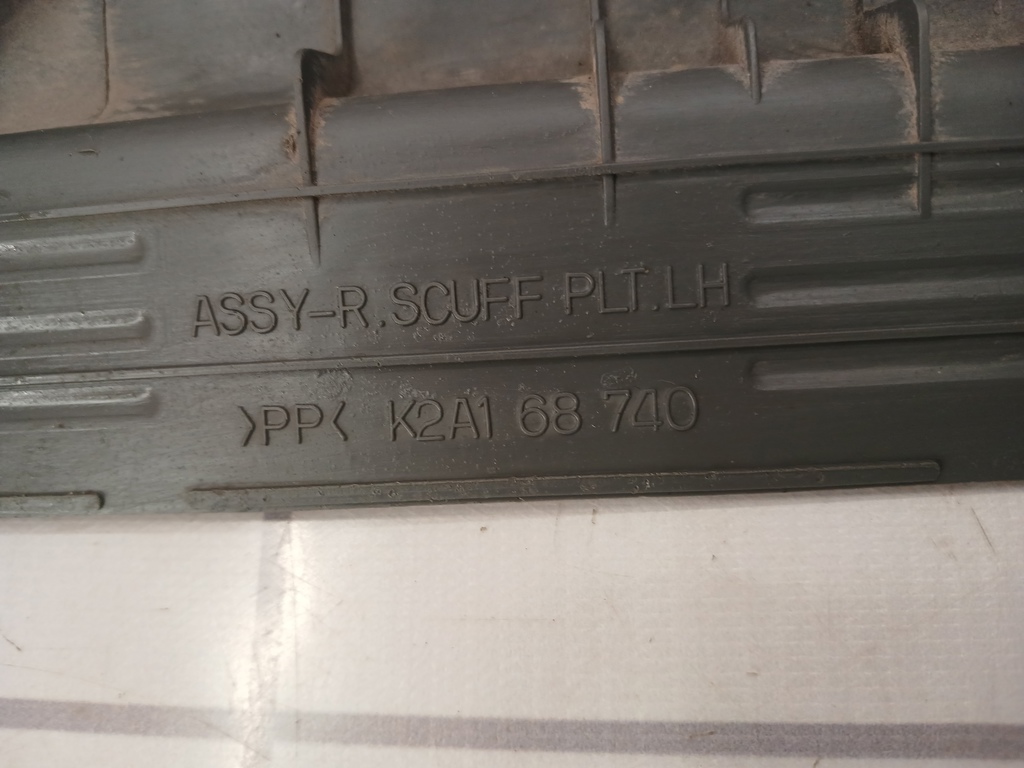 ASSY-R.SCUFF PLT.LH
>PP< K2A1 68 740